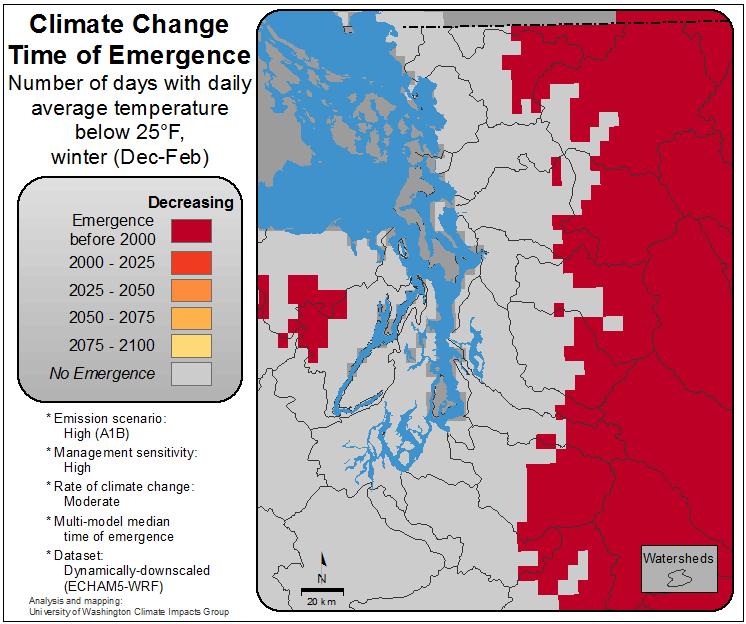 Climate Change
Time of Emergence
Number of days with daily
average temperature
below 25°F,
winter (Dec-Feb)
Decreasing
Emergence
before 2000
2000 - 2025
2025 - 2050
2050 - 2075
2075 - 2100
No Emergence
* Emission scenario:
High (A1B)
* Management sensitivity:
High
* Rate of climate change:
Moderate
* Multi-model median
time of emergence
* Dataset:
Dynamically-downscaled
(ECHAM5-WRF)
Analysis and mapping:
University of Washington Climate Impacts Group
N
20 km
Watersheds